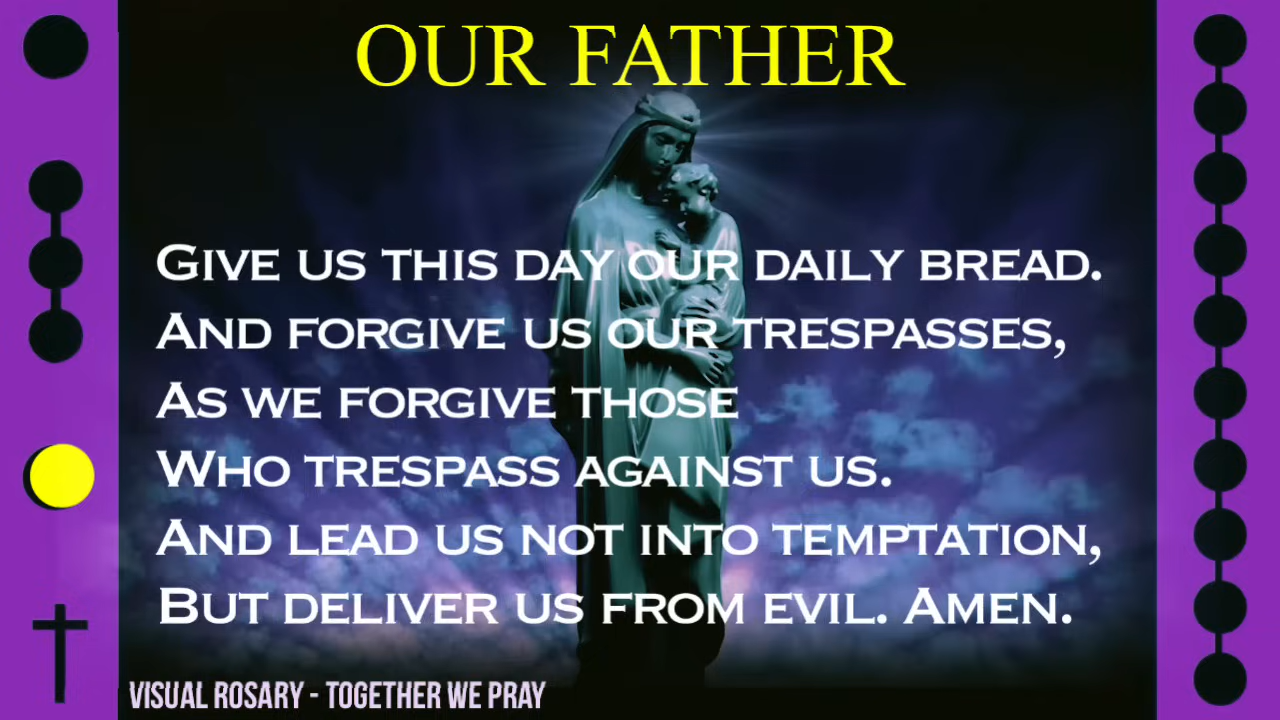 OUR FATHER
GIVE US THIS DAY OUR DAILY BREAD.
AND FORGIVE US OUR TRESPASSES,
AS WE FORGIVE THOSE
WHO TRESPASS AGAINST US.
AND LEAD US NOT INTO TEMPTATION,
BUT DELIVER US FROM EVIL. AMEN.
VISUAL ROSARY - TOGETHER WE PRAY